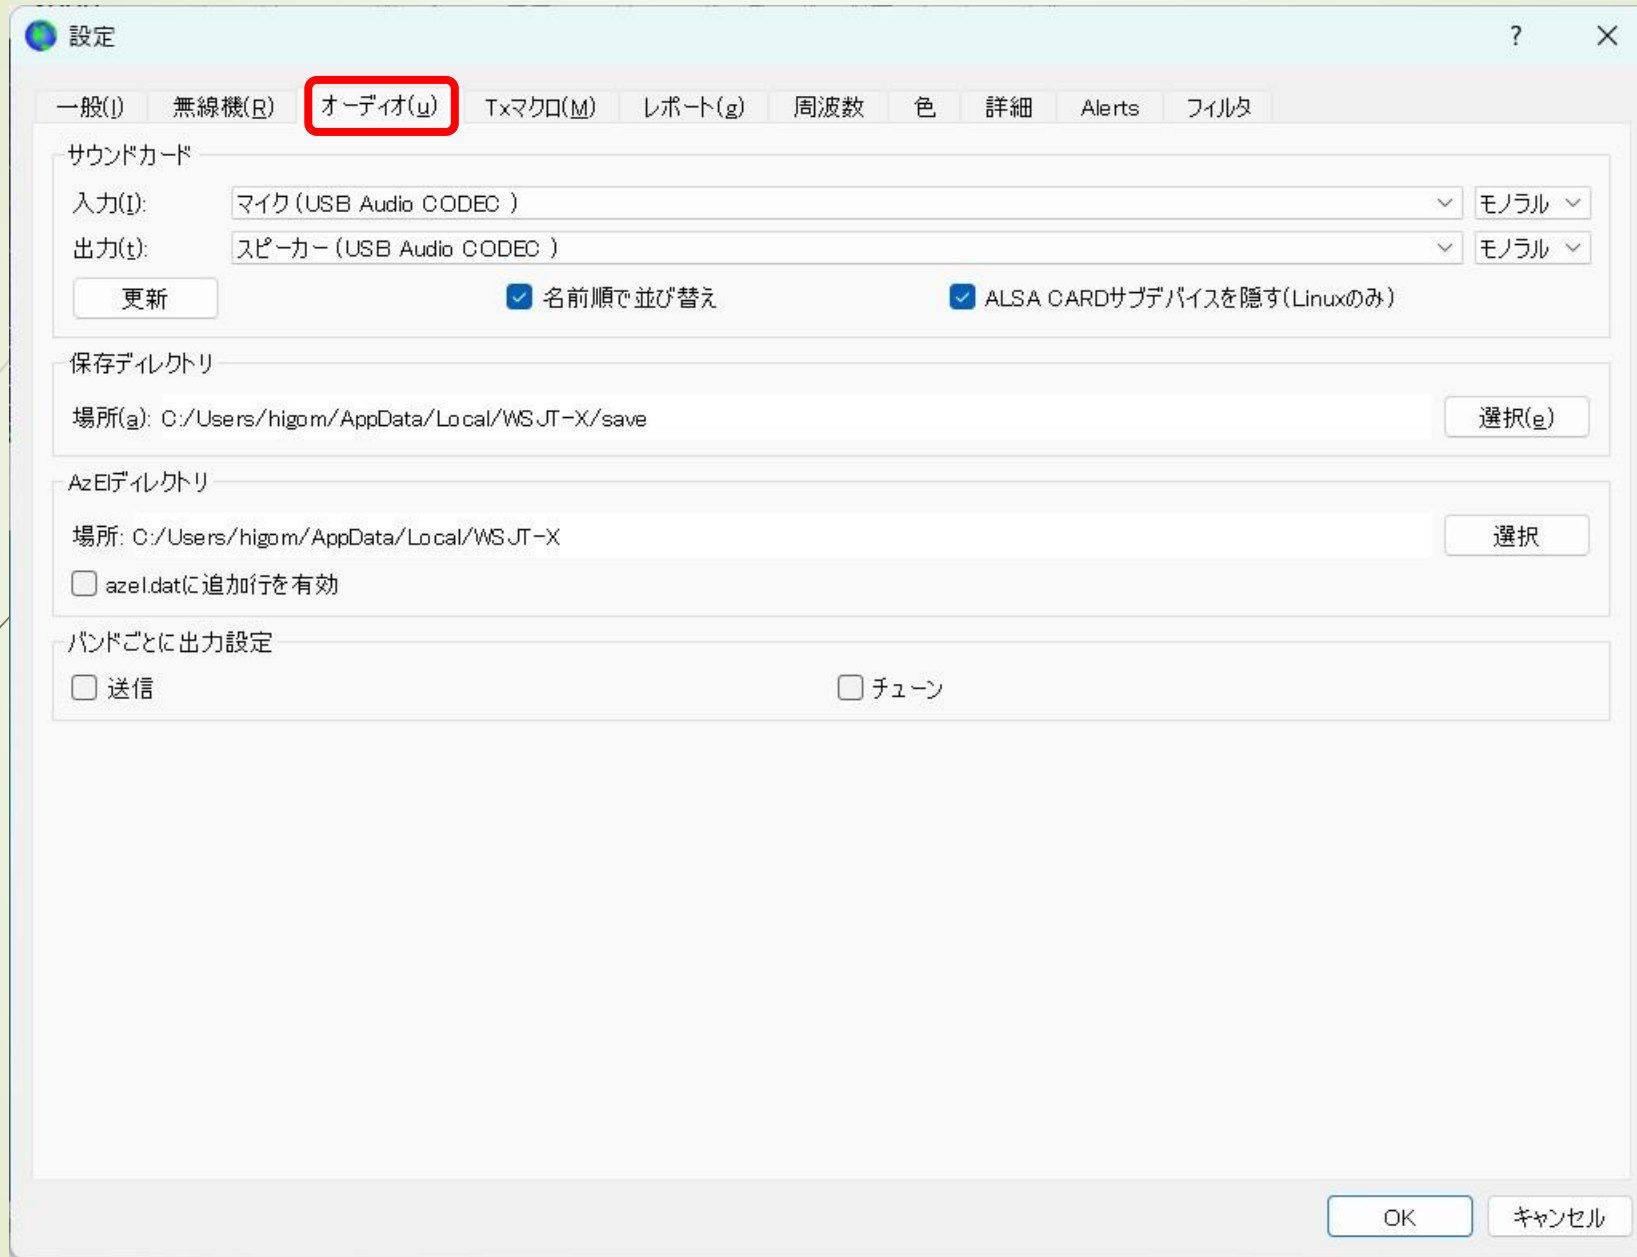 設定 ?
一般(I) 無線機(R) オーディオ(u) Txマクロ(M) レポート(g) 周波数 色 詳細 Alerts フィルタ
サウンドカード
入力(I): マイク (USB Audio CODEC ) モノラル
出力(t): スピーカー (USB Audio CODEC ) モノラル
更新 名前順で並び替え ALSA CARDサブデバイスを隠す(Linuxのみ)
保存ディレクトリ
場所(a): C:/Users/higom/AppData/Local/WSJT-X/save 選択(e)
AzElディレクトリ
場所: C:/Users/higom/AppData/Local/WSJT-X 選択
azel.datに追加行を有効
バンドごとに出力設定
送信 チューン
OK キャンセル